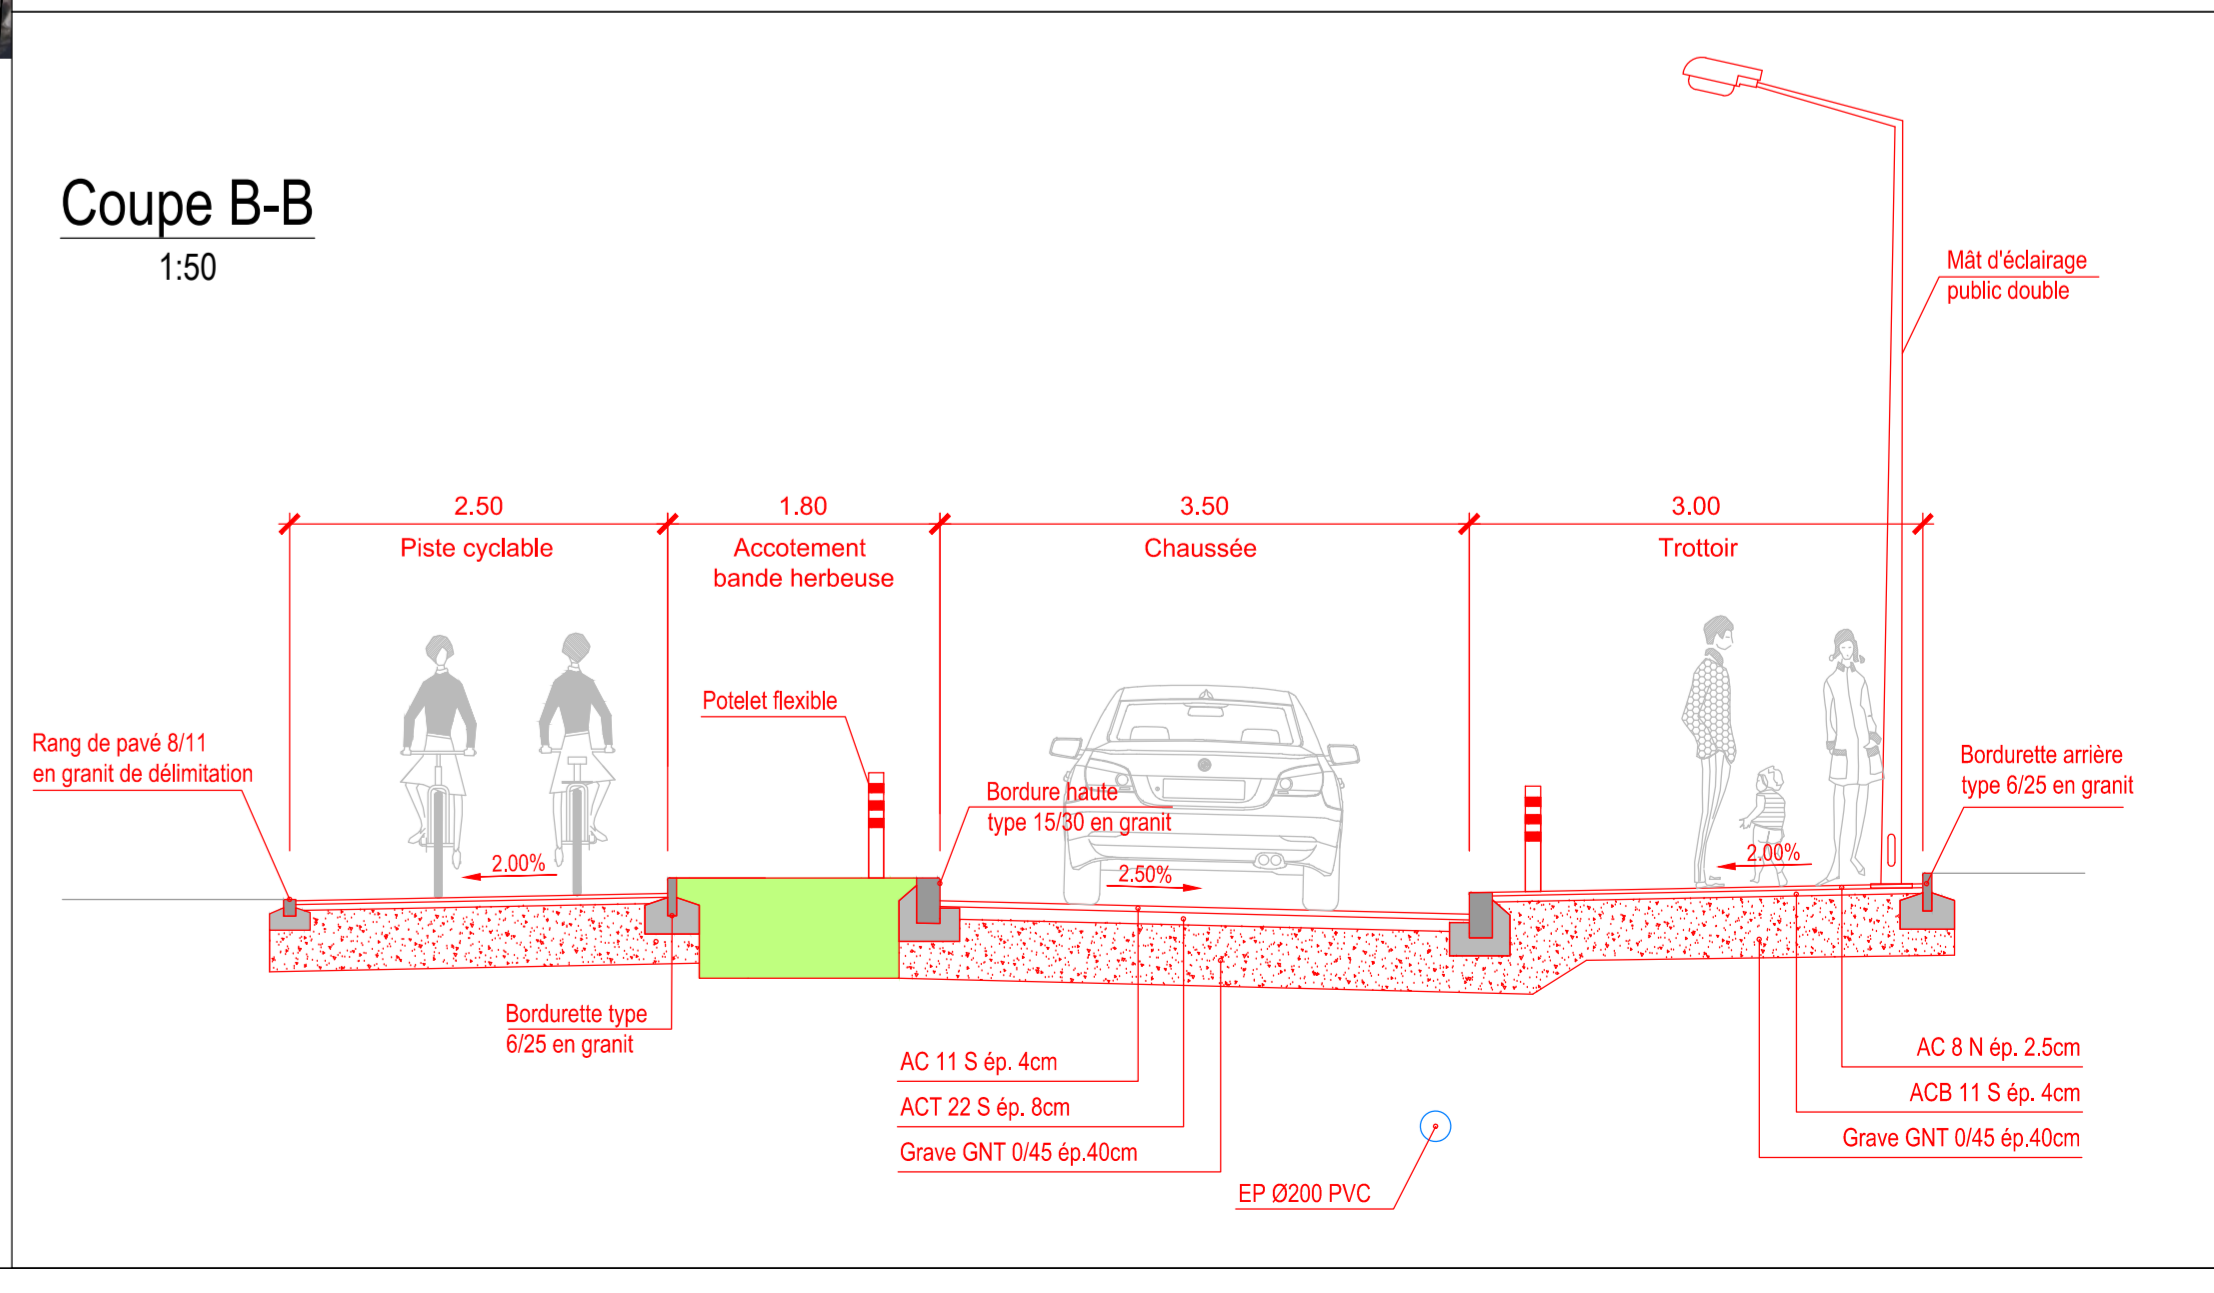 Coupe B-B
1:50
Mât d'éclairage
public double
2.50
1.80
3.50
3.00
Piste cyclable
Accotement
bande herbeuse
Chaussée
Trottoir
Potelet flexible
Rang de pavé 8/11
en granit de délimitation
Bordure haute
type 15/30 en granit
Bordurette arrière
type 6/25 en granit
2.00%
2.50%
2.00%
Bordurette type
6/25 en granit
AC 11 S ép. 4cm
ACT 22 S ép. 8cm
Grave GNT 0/45 ép.40cm
EP Ø200 PVC
AC 8 N ép. 2.5cm
ACB 11 S ép. 4cm
Grave GNT 0/45 ép.40cm